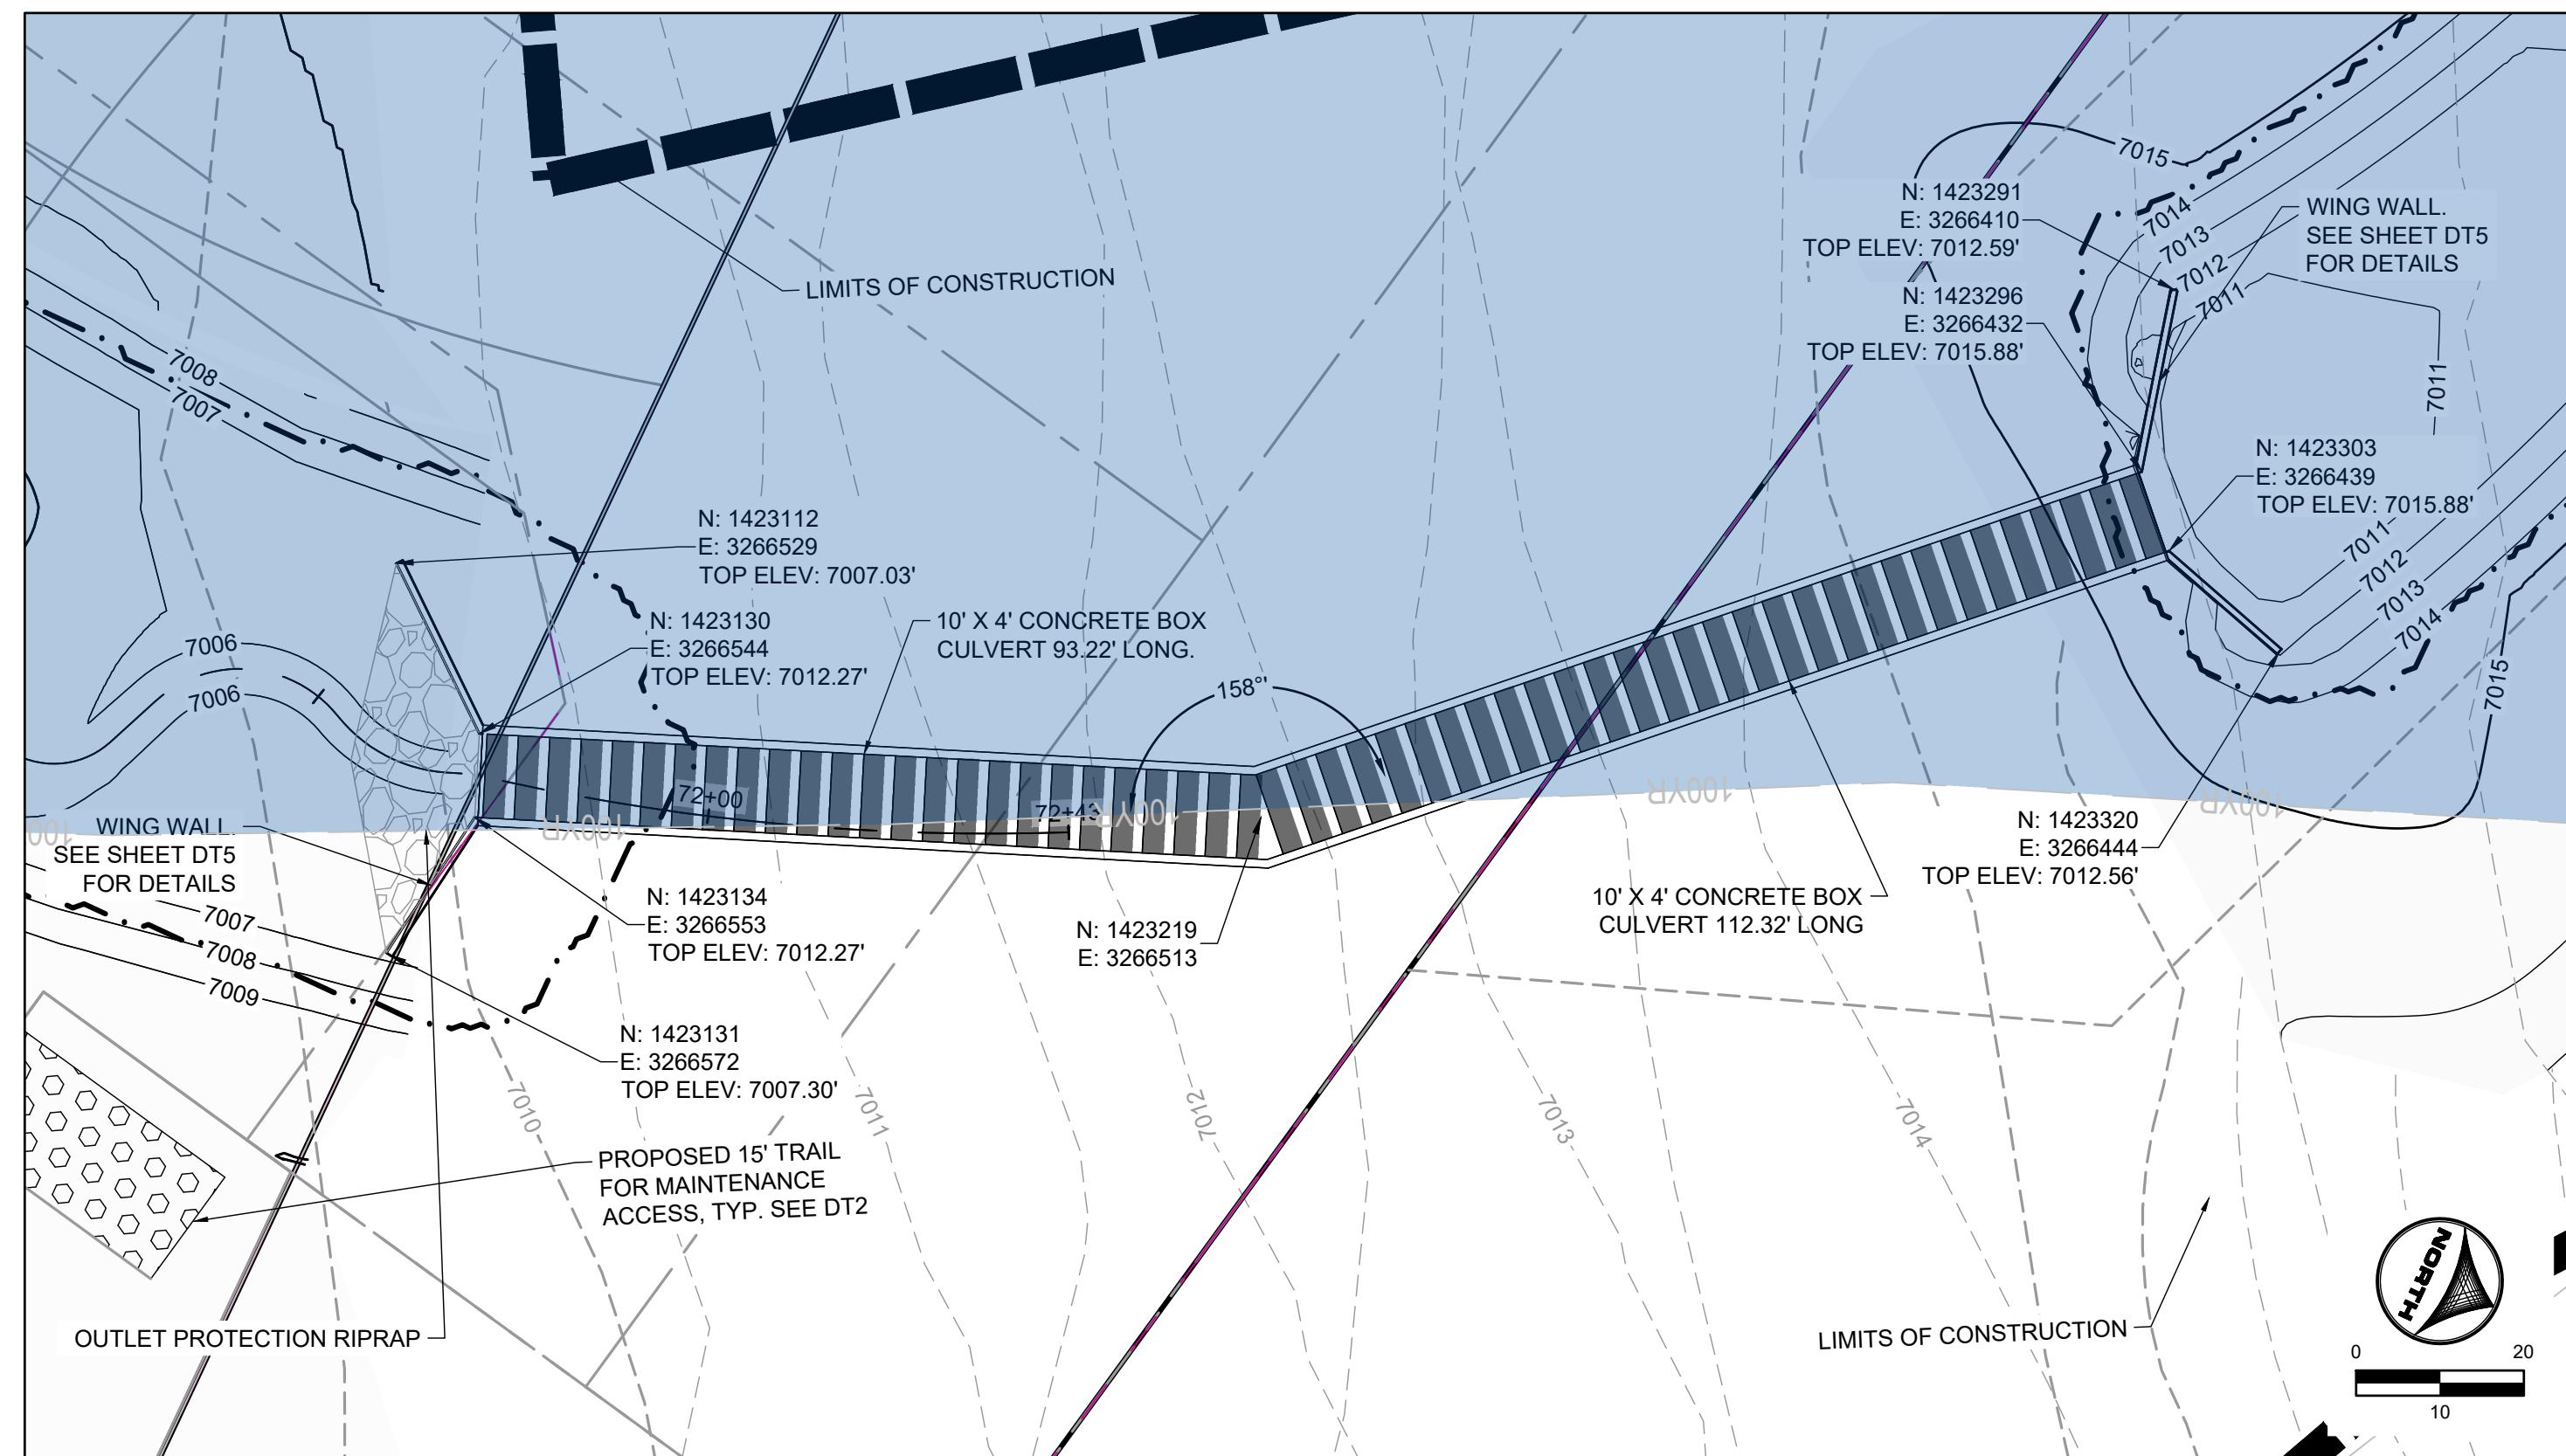 7015
N: 1423291
E: 3266410
TOP ELEV: 7012.59'
7014
7013
7012
7011
WING WALL.
SEE SHEET DT5
FOR DETAILS
LIMITS OF CONSTRUCTION
N: 1423296
E: 3266432
TOP ELEV: 7015.88'
7008
7007
7011
N: 1423303
E: 3266439
TOP ELEV: 7015.88'
N: 1423112
E: 3266529
TOP ELEV: 7007.03'
7011
7012
7013
7014
7015
N: 1423130
E: 3266544
TOP ELEV: 7012.27'
10' X 4' CONCRETE BOX
CULVERT 93.22' LONG.
7006
7006
158°'
72+00
72+43
100YR
100YR
100YR
100YR
100
WING WALL.
SEE SHEET DT5
FOR DETAILS
N: 1423320
E: 3266444
TOP ELEV: 7012.56'
7007
7008
7009
N: 1423134
E: 3266553
TOP ELEV: 7012.27'
N: 1423219
E: 3266513
10' X 4' CONCRETE BOX
CULVERT 112.32' LONG
N: 1423131
E: 3266572
TOP ELEV: 7007.30'
7010
7011
7012
7013
7014
PROPOSED 15' TRAIL
FOR MAINTENANCE
ACCESS, TYP. SEE DT2
OUTLET PROTECTION RIPRAP
LIMITS OF CONSTRUCTION
NORTH
0 20
10